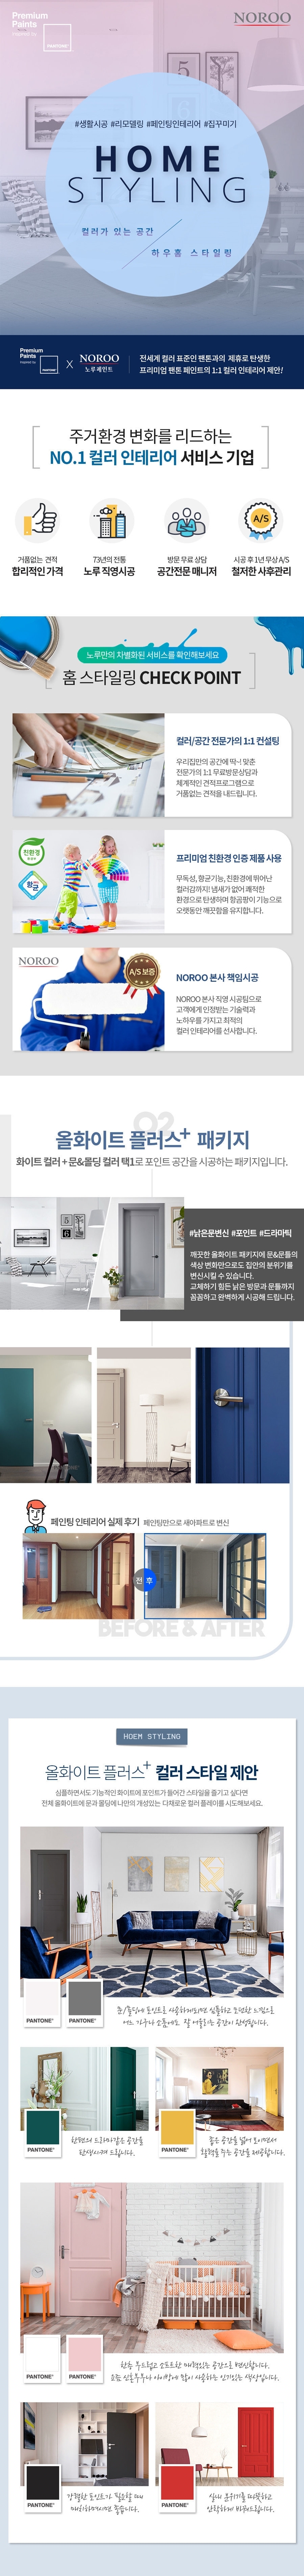 Premium
Paints
inspired by
PANTONE
NOROO
#생활시공 #리모델링 #페인팅인테리어 #집꾸미기
HOME
STYLING
컬러가 있는 공간
하우홈 스타일링
Premium
Paints
inspired by
PANTONE
X
NOROO
노루페인트
전세계 컬러 표준인 팬톤과의 제휴로 탄생한
프리미엄 팬톤 페인트의 1:1 컬러 인테리어 제안!
주거환경 변화를 리드하는
NO.1 컬러 인테리어 서비스 기업
A/S
거품없는 견적
합리적인 가격
73년의 전통
노루 직영시공
방문 무료 상담
공간전문 매니저
시공 후 1년 무상 A/S
철저한 사후관리
노루만의 차별화된 서비스를 확인해보세요
홈 스타일링 CHECK POINT
컬러/공간 전문가의 1:1 컨설팅
우리집만의 공간에 딱-! 맞춘
전문가의 1:1 무료방문상담과
체계적인 견적프로그램으로
거품없는 견적을 내드립니다.
친환경
항균
프리미엄 친환경 인증 제품 사용
무독성, 항균기능, 친환경에 뛰어난
컬러감까지! 냄새가 없어 쾌적한
환경으로 탄생하며 항곰팡이 기능으로
오랫동안 깨끗함을 유지합니다.
NOROO
A/S 보증
NOROO 본사 책임시공
NOROO 본사 직영 시공팀으로
고객에게 인정받는 기술력과
노하우를 가지고 최적의
컬러 인테리어를 선사합니다.
02
올화이트 플러스+ 패키지
화이트 컬러 + 문&몰딩 컬러 택1로 포인트 공간을 시공하는 패키지입니다.
5
6
#낡은문변신 #포인트 #드라마틱
깨끗한 올화이트 패키지에 문&문틀의
색상 변화만으로도 집안의 분위기를
변신시킬 수 있습니다.
교체하기 힘든 낡은 방문과 문틀까지
꼼꼼하고 완벽하게 시공해 드립니다.
페인팅 인테리어 실제 후기 페인팅만으로 새아파트로 변신
전
후
BEFORE & AFTER
HOEM STYLING
올화이트 플러스+ 컬러 스타일 제안
심플하면서도 기능적인 화이트에 포인트가 들어간 스타일을 즐기고 싶다면
전체 올화이트에 문과 몰딩에 나만의 개성있는 다채로운 컬러 플레이를 시도해보세요.
PANTONE
PANTONE
PANTONE
PANTONE
PANTONE
PANTONE
PANTONE
PANTONE